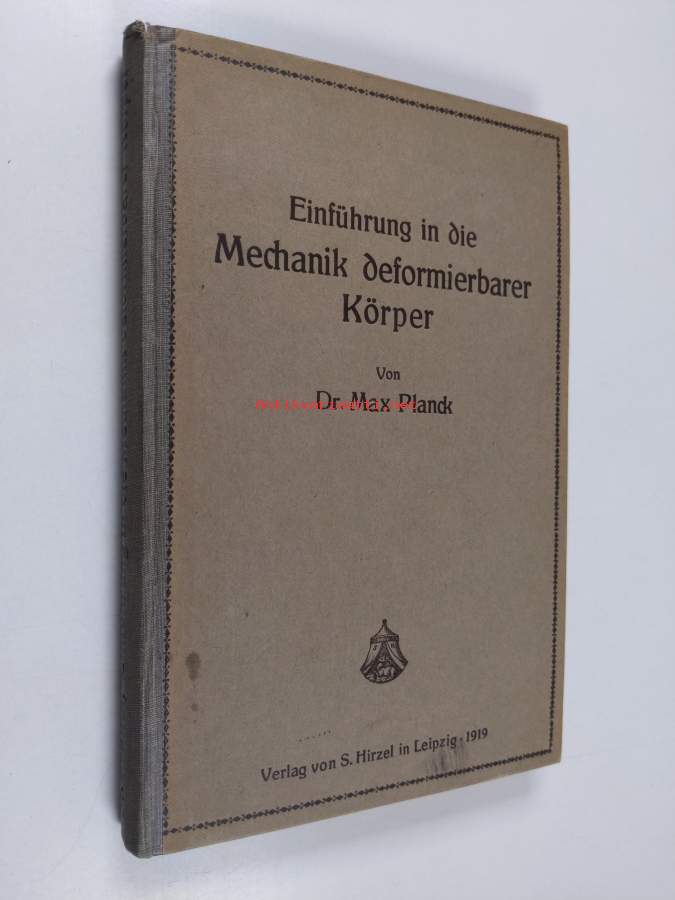 Einführung in die
Mechanik deformierbarer
Körper
Von
Dr. Max Planck
Verlag von S. Hirzel in Leipzig · 1919